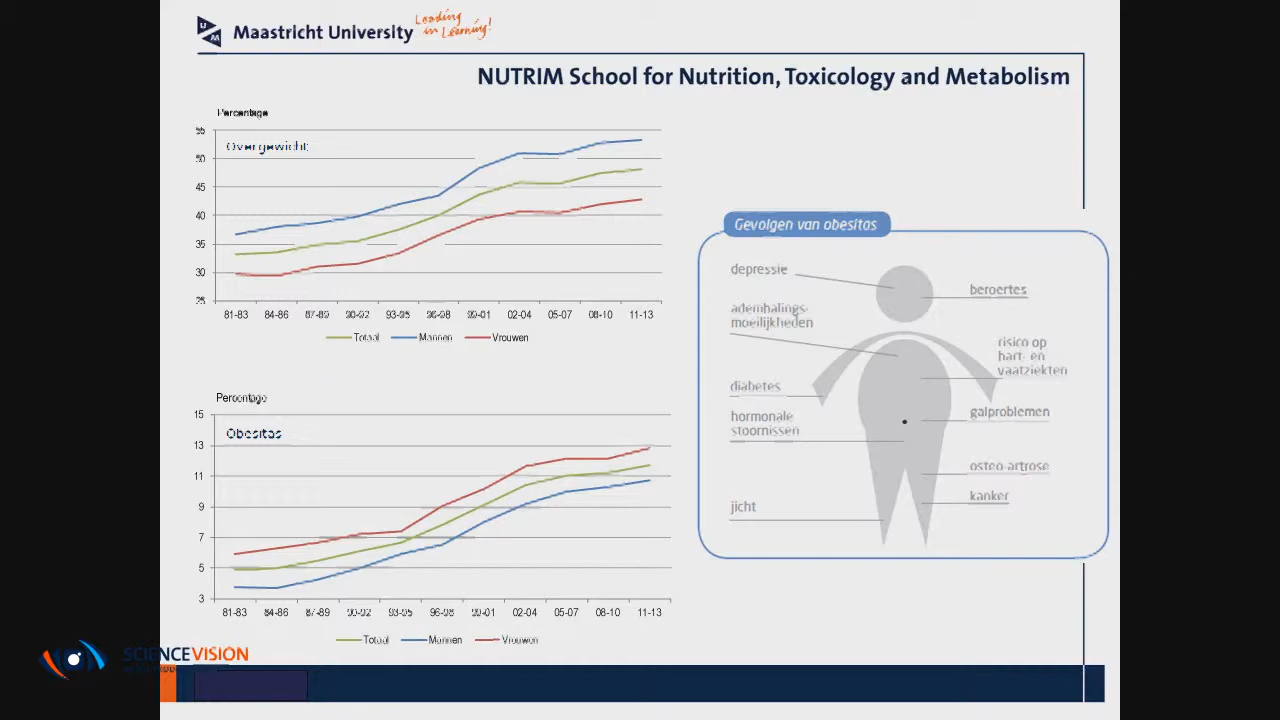 Maastricht University
Leading
in Learning!
NUTRIM School for Nutrition, Toxicology and Metabolism
Percentage
Overgewicht
55
50
45
40
35
30
25
81-83 84-86 87-89 90-92 93-95 96-98 99-01 02-04 05-07 08-10 11-13
Totaal Mannen Vrouwen
Percentage
Obesitas
15
13
11
9
7
5
3
81-83 84-86 87-89 90-92 93-95 96-98 99-01 02-04 05-07 08-10 11-13
Totaal Mannen Vrouwen
Gevolgen van obesitas
depressie
beroertes
ademhalings-
moeilijkheden
risico op
hart- en
vaatziekten
diabetes
galproblemen
hormonale
stoornissen
osteo-artrose
kanker
jicht
SCIENCEVISION